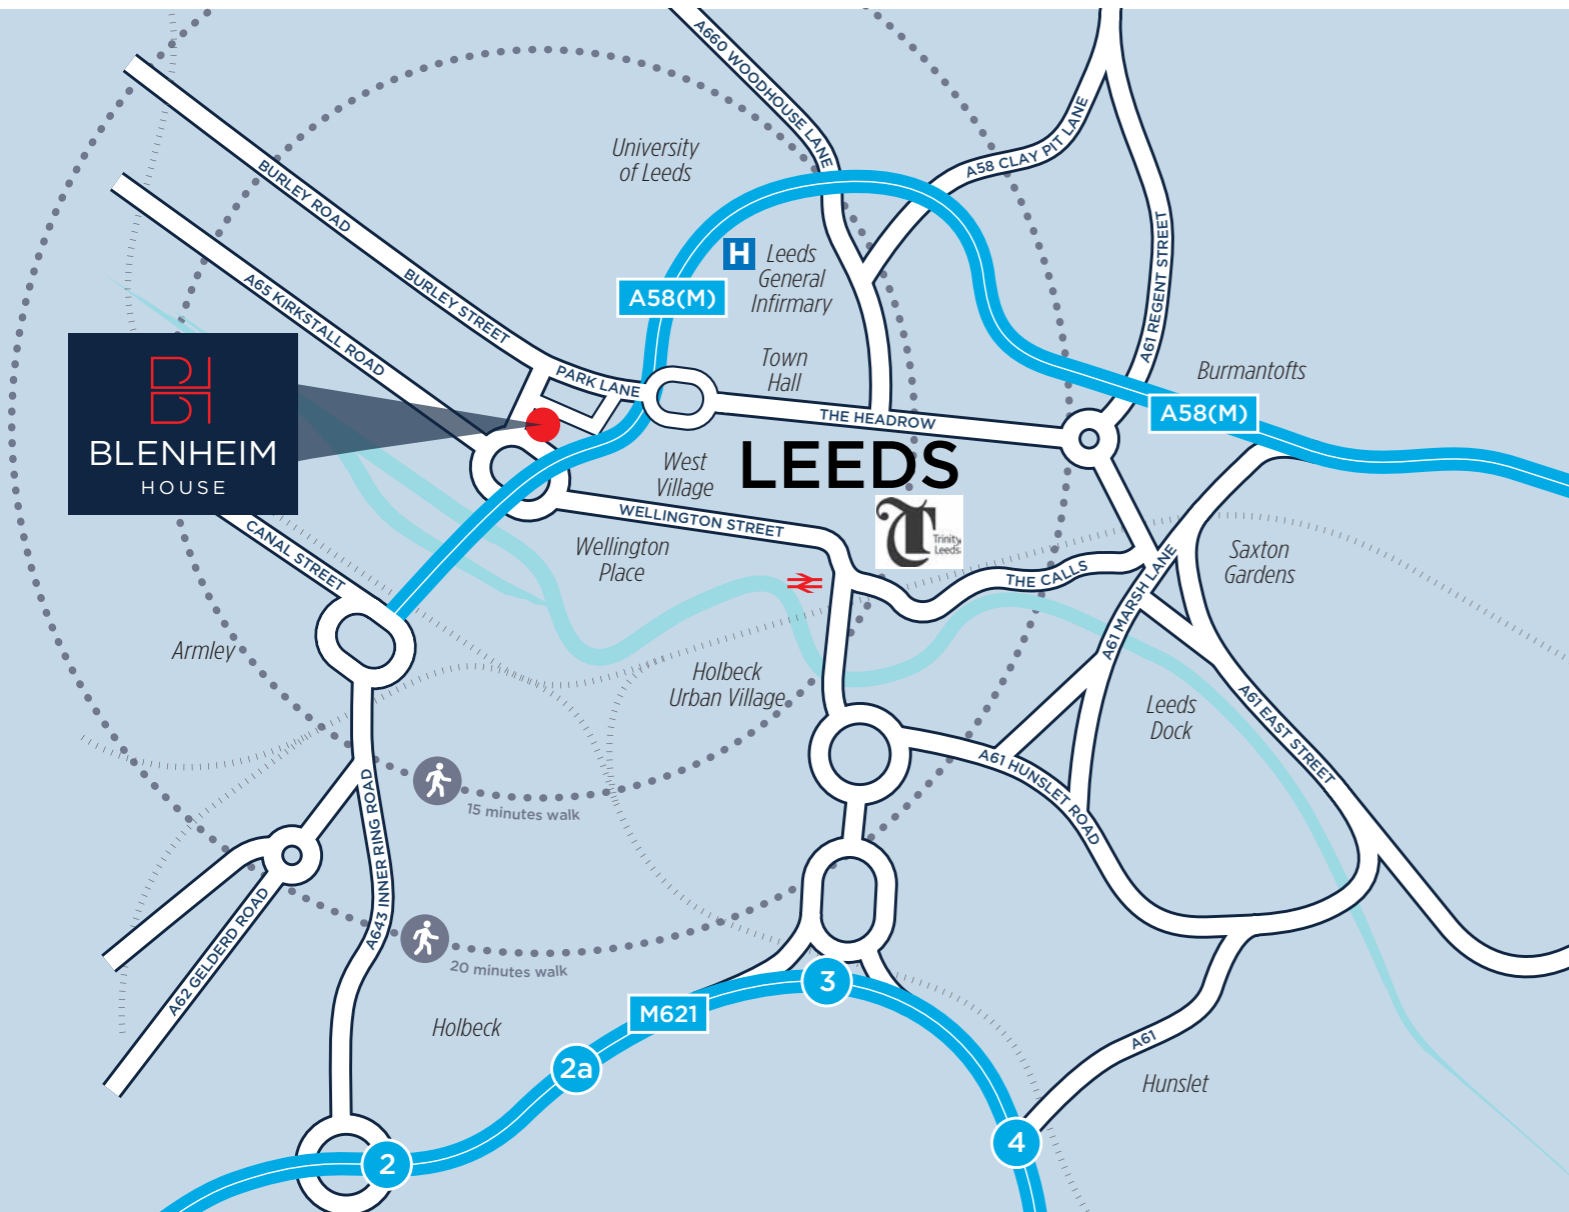 A660 WOODHOUSE LANE
A58 CLAY PIT LANE
University
of Leeds
BURLEY ROAD
A61 REGENT STREET
H
Leeds
General
Infirmary
A58(M)
BURLEY STREET
A65 KIRKSTALL ROAD
Town
Hall
PARK LANE
Burmantofts
A58(M)
THE HEADROW
BLENHEIM
HOUSE
LEEDS
West
Village
WELLINGTON STREET
Trinity
Leeds
CANAL STREET
Wellington
Place
THE CALLS
Saxton
Gardens
A61 MARSH LANE
Armley
Holbeck
Urban Village
Leeds
Dock
A61 EAST STREET
A61 HUNSLET ROAD
15 minutes walk
A643 INNER RING ROAD
A62 GELDERD ROAD
20 minutes walk
3
M621
Holbeck
A61
2a
Hunslet
4
2